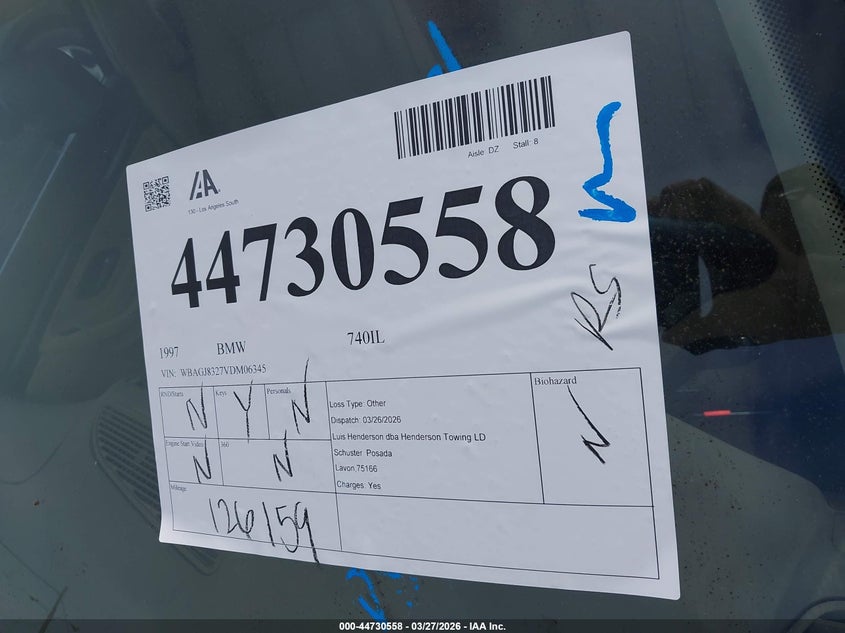 Aisle: DZ Stall: 8
IAA
130 - Los Angeles South
44730558
RS
1997 BMW 740IL
VIN: WBAGJ8327VDM06345
RND/Starts N
Keys Y
Personals N
Engine Start Video N
360 N
Mileage 126159
Loss Type: Other
Dispatch: 03/26/2026
Luis Henderson dba Henderson Towing LD
Schuster Posada
Lavon,75166
Charges: Yes
Biohazard
N
000-44730558 - 03/27/2026 - IAA Inc.